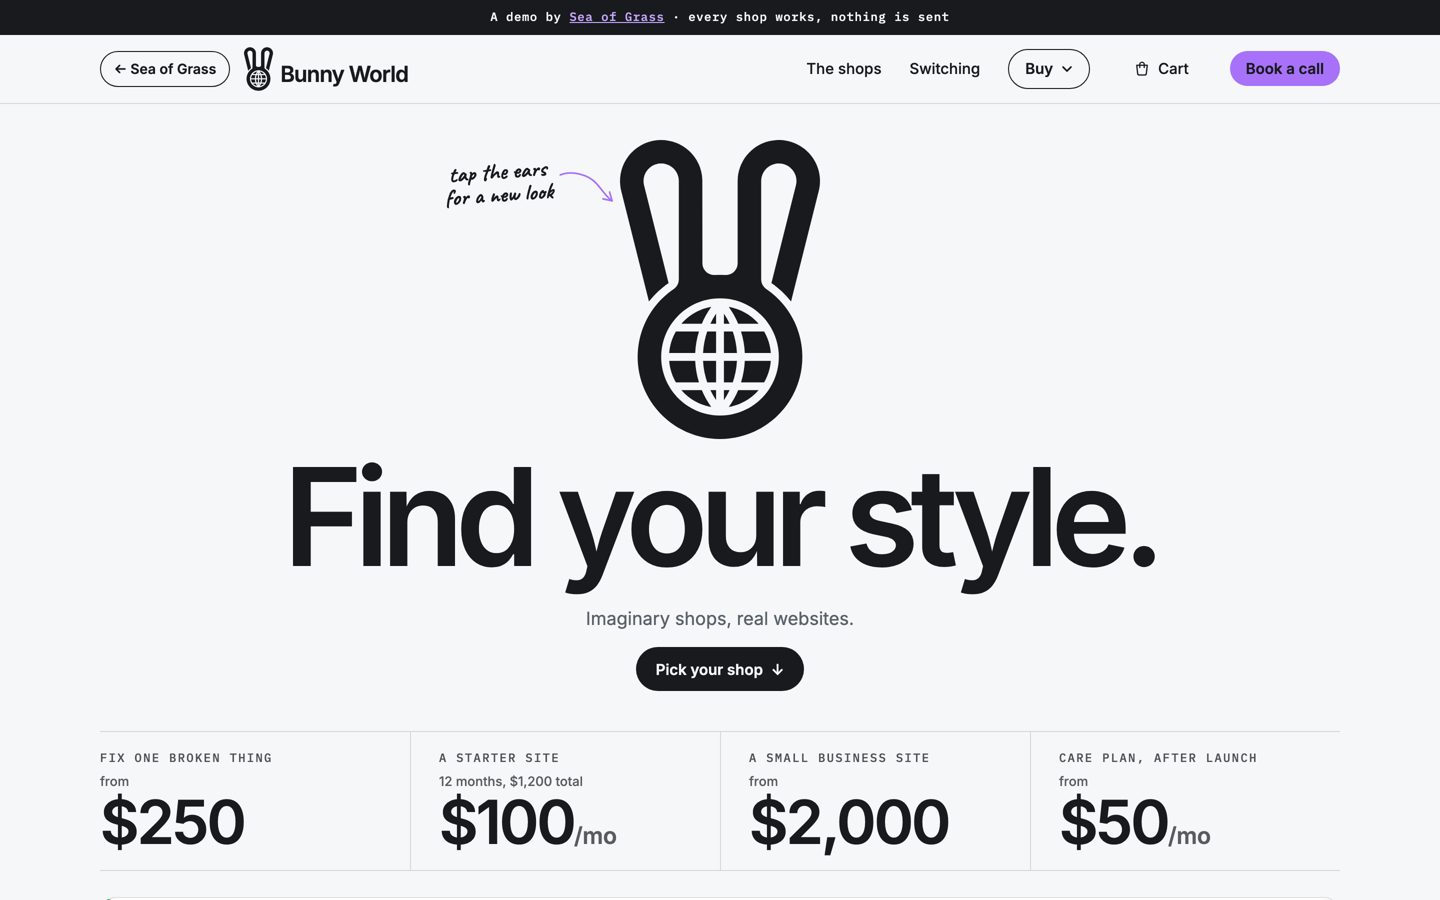 A demo by Sea of Grass · every shop works, nothing is sent
← Sea of Grass
Bunny World
The shops
Switching
Buy
Cart
Book a call
tap the ears
for a new look
Find your style.
Imaginary shops, real websites.
Pick your shop ↓
FIX ONE BROKEN THING
from
$250
A STARTER SITE
12 months, $1,200 total
$100/mo
A SMALL BUSINESS SITE
from
$2,000
CARE PLAN, AFTER LAUNCH
from
$50/mo